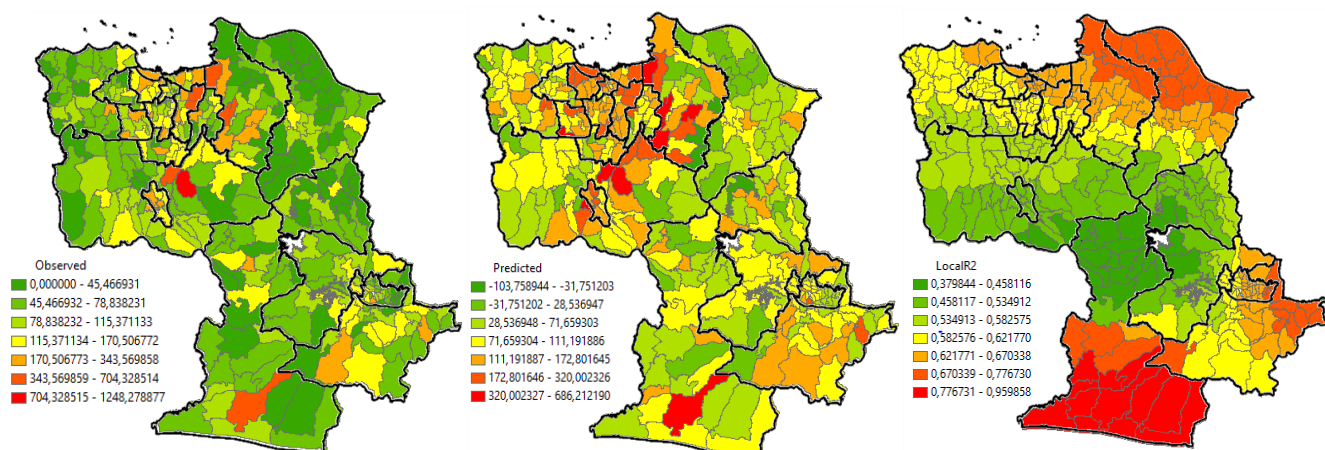 Observed
0,000000 - 45,466931
45,466932 - 78,838231
78,838232 - 115,371133
115,371134 - 170,506772
170,506773 - 343,569858
343,569859 - 704,328514
704,328515 - 1248,278877
Predicted
-103,758944 - -31,751203
-31,751202 - 28,536947
28,536948 - 71,659303
71,659304 - 111,191886
111,191887 - 172,801645
172,801646 - 320,002326
320,002327 - 686,212190
LocalR2
0,379844 - 0,458116
0,458117 - 0,534912
0,534913 - 0,582575
0,582576 - 0,621770
0,621771 - 0,670338
0,670339 - 0,776730
0,776731 - 0,959858